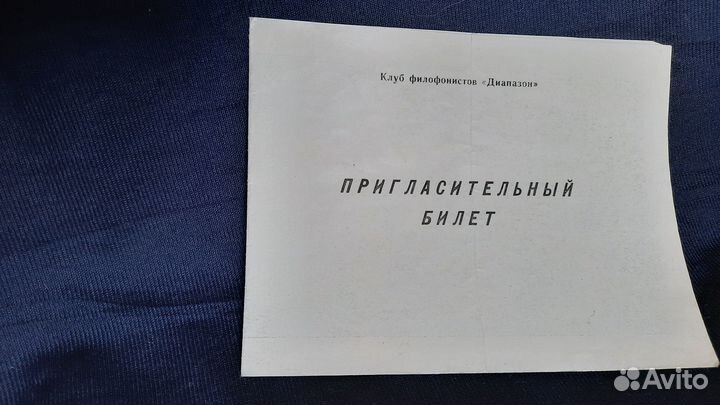 Клуб филофонистов «Диапазон»
ПРИГЛАСИТЕЛЬНЫЙ
БИЛЕТ
Avito